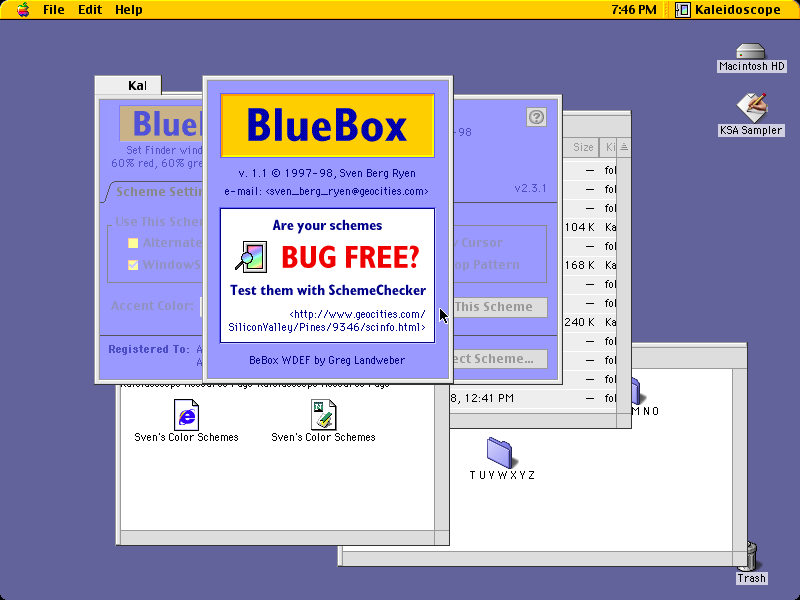 File Edit Help
7:46 PM Kaleidoscope
Macintosh HD
KSA Sampler
Trash
Kal
BlueBox
v. 1.1 © 1997-98, Sven Berg Ryen
e-mail: <sven_berg_ryen@geocities.com>
Are your schemes
BUG FREE?
Test them with SchemeChecker
<http://www.geocities.com/
SiliconValley/Pines/9346/scinfo.html>
BeBox WDEF by Greg Landweber
Blue
-98
Set Finder wind
60% red, 60% gre
v2.3.1
Scheme Settin
Use This Schem
Alternate
y Cursor
WindowS
op Pattern
Accent Color:
This Scheme
Registered To: A
A
ect Scheme...
Size Ki
— fol
— fol
— fol
104 K Ka
— fol
168 K Ka
— fol
— fol
240 K Ka
— fol
— fol
— fol
8, 12:41 PM — fol
Sven's Color Schemes
Sven's Color Schemes
M N O
T U V W X Y Z